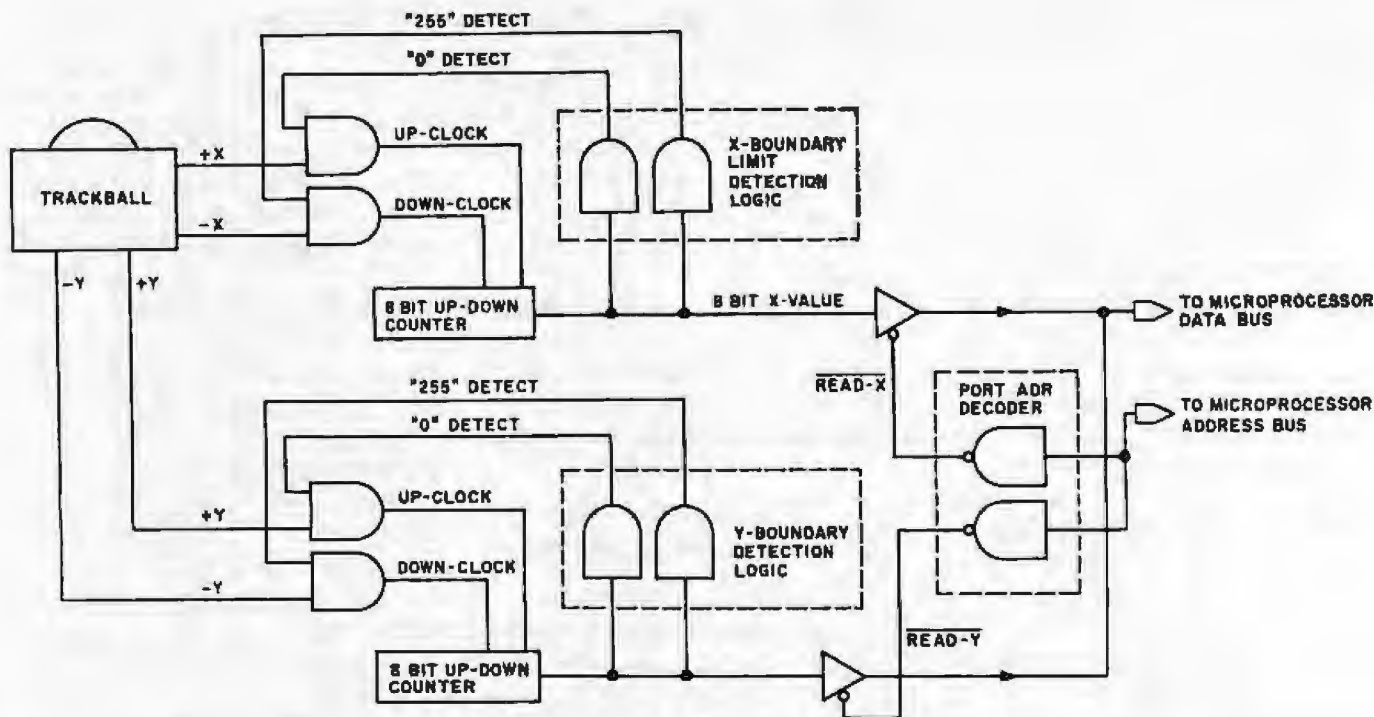 "255" DETECT
"0" DETECT
UP-CLOCK
X-BOUNDARY
LIMIT
DETECTION
LOGIC
TRACKBALL
+X
-X
DOWN-CLOCK
-Y
+Y
8 BIT UP-DOWN
COUNTER
8 BIT X-VALUE
TO MICROPROCESSOR
DATA BUS
READ-X
PORT ADR
DECODER
TO MICROPROCESSOR
ADDRESS BUS
"255" DETECT
"0" DETECT
UP-CLOCK
+Y
Y-BOUNDARY
DETECTION
LOGIC
DOWN-CLOCK
-Y
READ-Y
8 BIT UP-DOWN
COUNTER